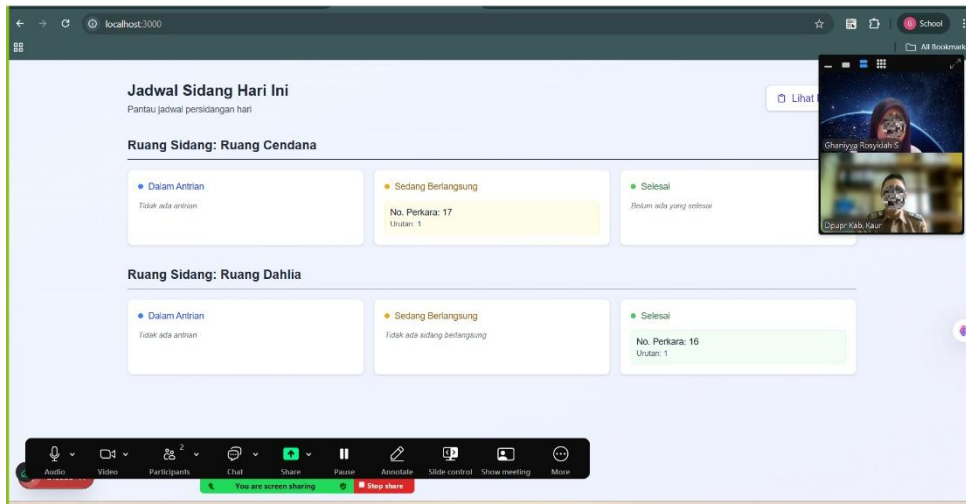 localhost:3000
School
All Bookmark
Jadwal Sidang Hari Ini
Pantau jadwal persidangan hari
Lihat
Ruang Sidang: Ruang Cendana
Dalam Antrian
Tidak ada antrian
Sedang Berlangsung
No. Perkara: 17
Urutan: 1
Selesai
Belum ada yang selesai
Ghaniyya Rosyidah S
Dpupr Kab. Kaur
Ruang Sidang: Ruang Dahlia
Dalam Antrian
Tidak ada antrian
Sedang Berlangsung
Tidak ada sidang berlangsung
Selesai
No. Perkara: 16
Urutan: 1
2
Audio Video Participants Chat Share Pause Annotate Slide control Show meeting More
You are screen sharing Stop share